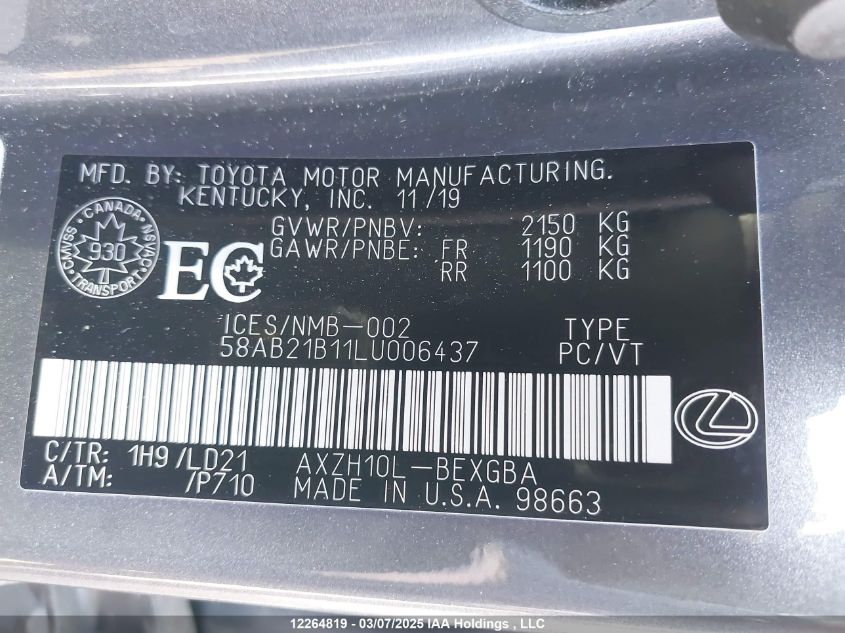 MFD. BY: TOYOTA MOTOR MANUFACTURING.
KENTUCKY, INC. 11/19
GVWR/PNBV: 2150 KG
GAWR/PNBE: FR 1190 KG
RR 1100 KG
CANADA
CMVSS 930 NSVAC
TRANSPORT
EC
ICES/NMB-002 TYPE
58AB21B11LU006437 PC/VT
C/TR: 1H9 /LD21 AXZH10L-BEXGBA
A/TM: /P710 MADE IN U.S.A. 98663
12264819 - 03/07/2025 IAA Holdings, LLC